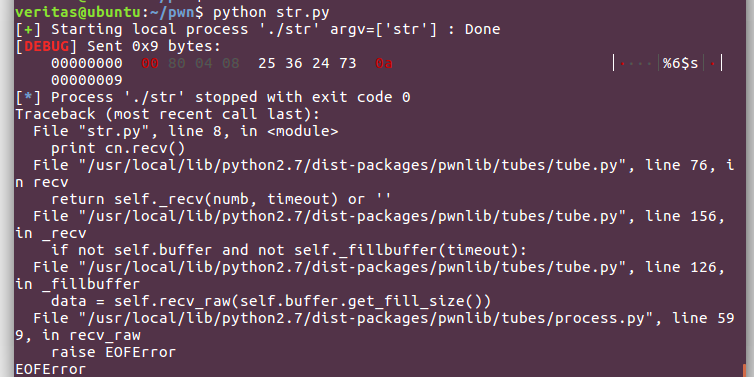 veritas@ubuntu:~/pwn$ python str.py
[+] Starting local process './str' argv=['str'] : Done
[DEBUG] Sent 0x9 bytes:
    00000000  00 80 04 08  25 36 24 73  0a                        │····│%6$s│·│
    00000009
[*] Process './str' stopped with exit code 0
Traceback (most recent call last):
  File "str.py", line 8, in <module>
    print cn.recv()
  File "/usr/local/lib/python2.7/dist-packages/pwnlib/tubes/tube.py", line 76, i
n recv
    return self._recv(numb, timeout) or ''
  File "/usr/local/lib/python2.7/dist-packages/pwnlib/tubes/tube.py", line 156,
in _recv
    if not self.buffer and not self._fillbuffer(timeout):
  File "/usr/local/lib/python2.7/dist-packages/pwnlib/tubes/tube.py", line 126,
in _fillbuffer
    data = self.recv_raw(self.buffer.get_fill_size())
  File "/usr/local/lib/python2.7/dist-packages/pwnlib/tubes/process.py", line 59
9, in recv_raw
    raise EOFError
EOFError